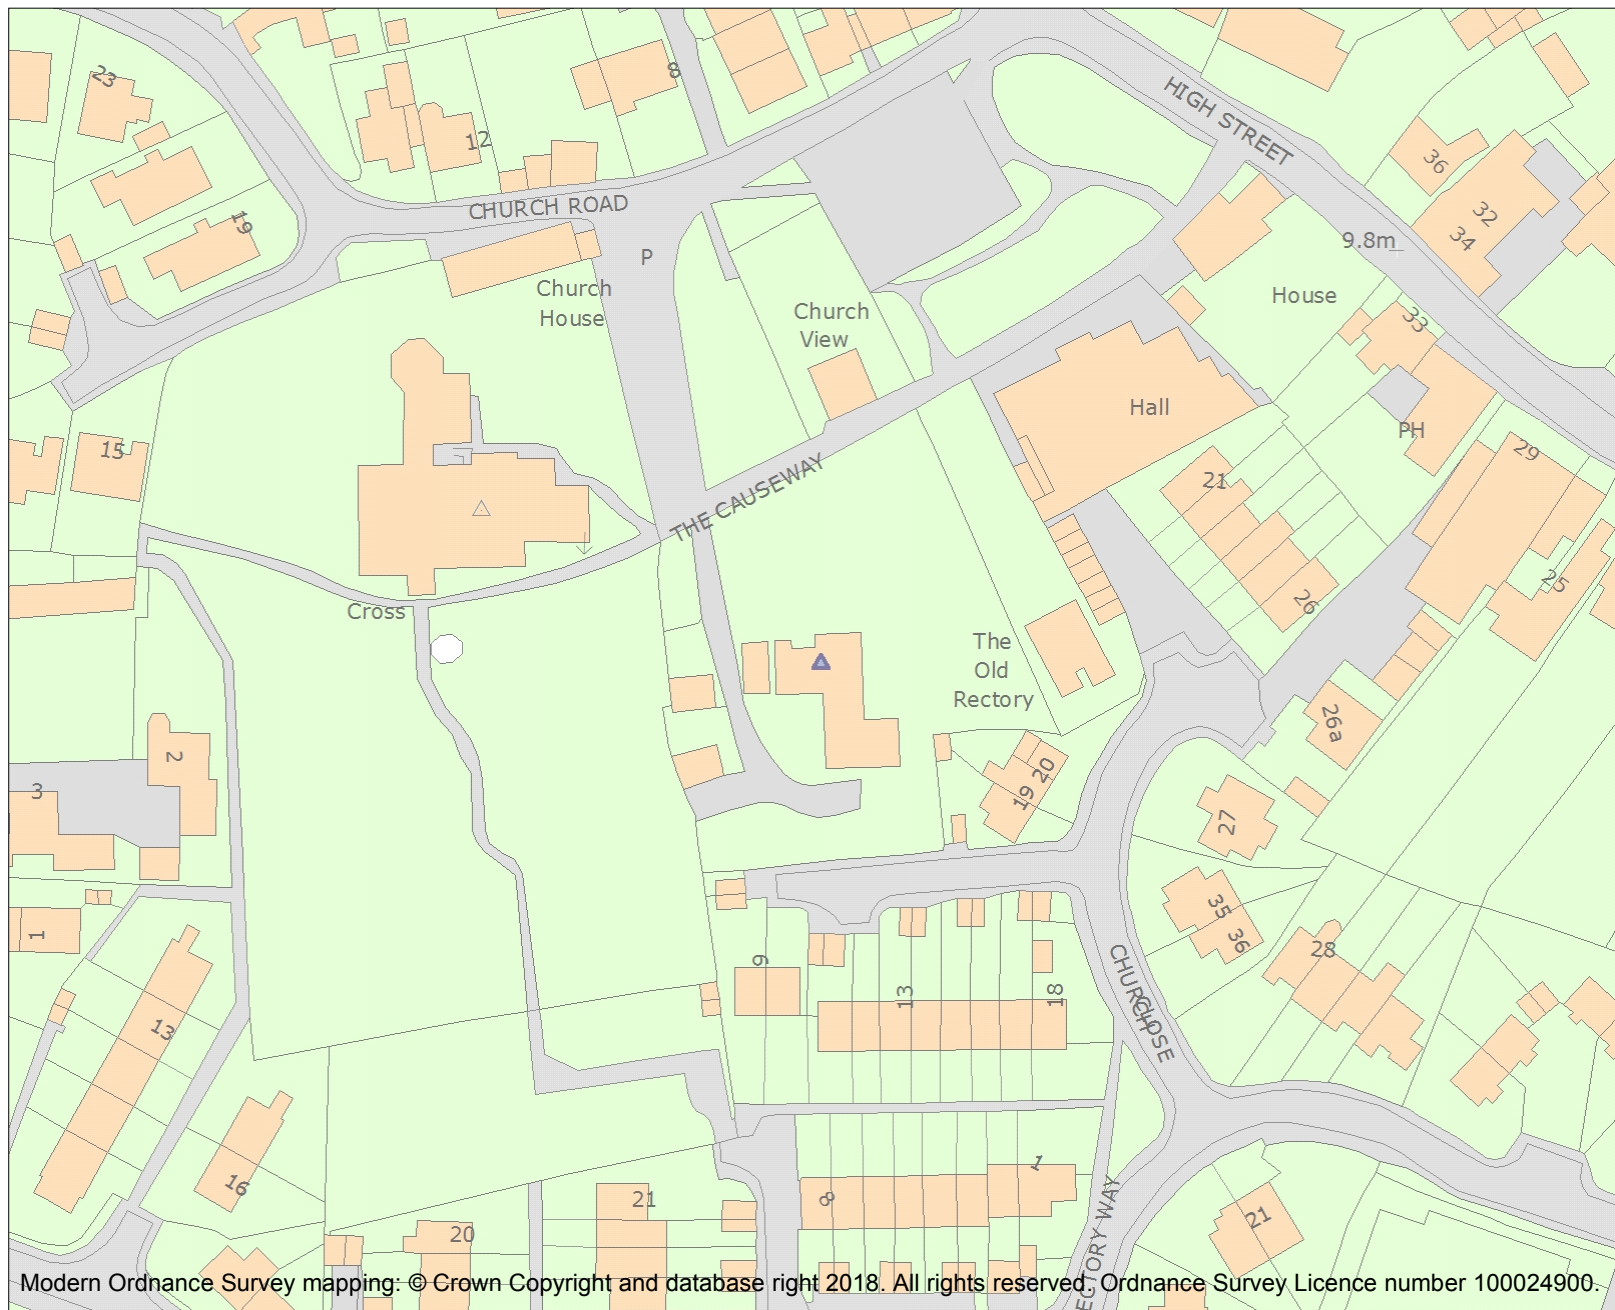 23
8
12
HIGH STREET
36
32
34
19
CHURCH ROAD
P
9.8m
Church
House
Church
View
House
33
Hall
PH
15
21
29
THE CAUSEWAY
26
25
Cross
The
Old
Rectory
2
26a
3
19
20
27
35
36
1
28
9
13
18
CHURCH
CLOSE
13
16
1
8
21
20
21
RECTORY WAY
Modern Ordnance Survey mapping: © Crown Copyright and database right 2018. All rights reserved. Ordnance Survey Licence number 100024900.